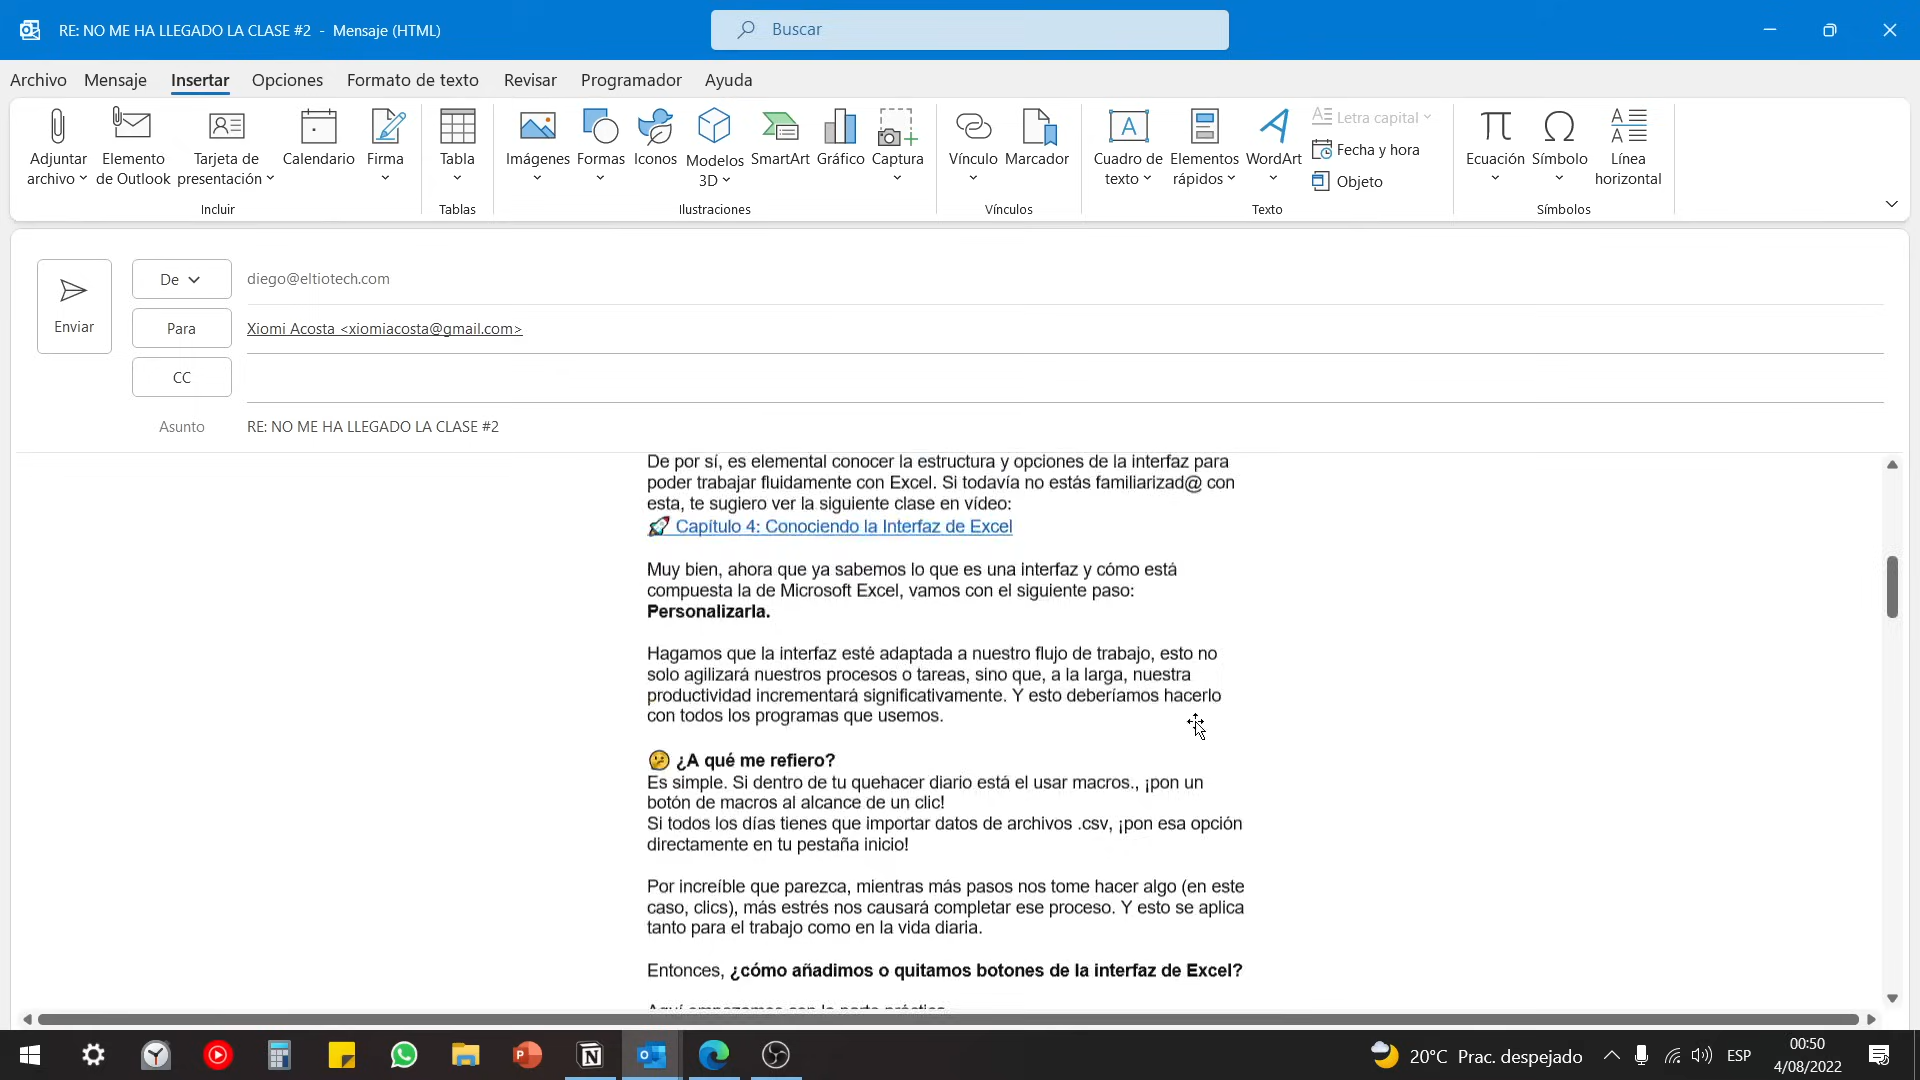 RE: NO ME HA LLEGADO LA CLASE #2 - Mensaje (HTML)
Buscar
Archivo Mensaje Insertar Opciones Formato de texto Revisar Programador Ayuda
Adjuntar archivo
Elemento de Outlook
Tarjeta de presentación
Calendario
Firma
Incluir
Tabla
Tablas
Imágenes
Formas
Iconos
Modelos 3D
SmartArt
Gráfico
Captura
Ilustraciones
Vínculo
Marcador
Vínculos
Cuadro de texto
Elementos rápidos
WordArt
Letra capital
Fecha y hora
Objeto
Texto
Ecuación
Símbolo
Línea horizontal
Símbolos
Enviar
De
diego@eltiotech.com
Para
Xiomi Acosta <xiomiacosta@gmail.com>
CC
Asunto
RE: NO ME HA LLEGADO LA CLASE #2
De por sí, es elemental conocer la estructura y opciones de la interfaz para
poder trabajar fluidamente con Excel. Si todavía no estás familiarizad@ con
esta, te sugiero ver la siguiente clase en vídeo:
🚀 Capítulo 4: Conociendo la Interfaz de Excel
Muy bien, ahora que ya sabemos lo que es una interfaz y cómo está
compuesta la de Microsoft Excel, vamos con el siguiente paso:
Personalizarla.
Hagamos que la interfaz esté adaptada a nuestro flujo de trabajo, esto no
solo agilizará nuestros procesos o tareas, sino que, a la larga, nuestra
productividad incrementará significativamente. Y esto deberíamos hacerlo
con todos los programas que usemos.
🤔 ¿A qué me refiero?
Es simple. Si dentro de tu quehacer diario está el usar macros., ¡pon un
botón de macros al alcance de un clic!
Si todos los días tienes que importar datos de archivos .csv, ¡pon esa opción
directamente en tu pestaña inicio!
Por increíble que parezca, mientras más pasos nos tome hacer algo (en este
caso, clics), más estrés nos causará completar ese proceso. Y esto se aplica
tanto para el trabajo como en la vida diaria.
Entonces, ¿cómo añadimos o quitamos botones de la interfaz de Excel?
Aquí empezamos con la parte práctica
20°C Prac. despejado
ESP
00:50
4/08/2022